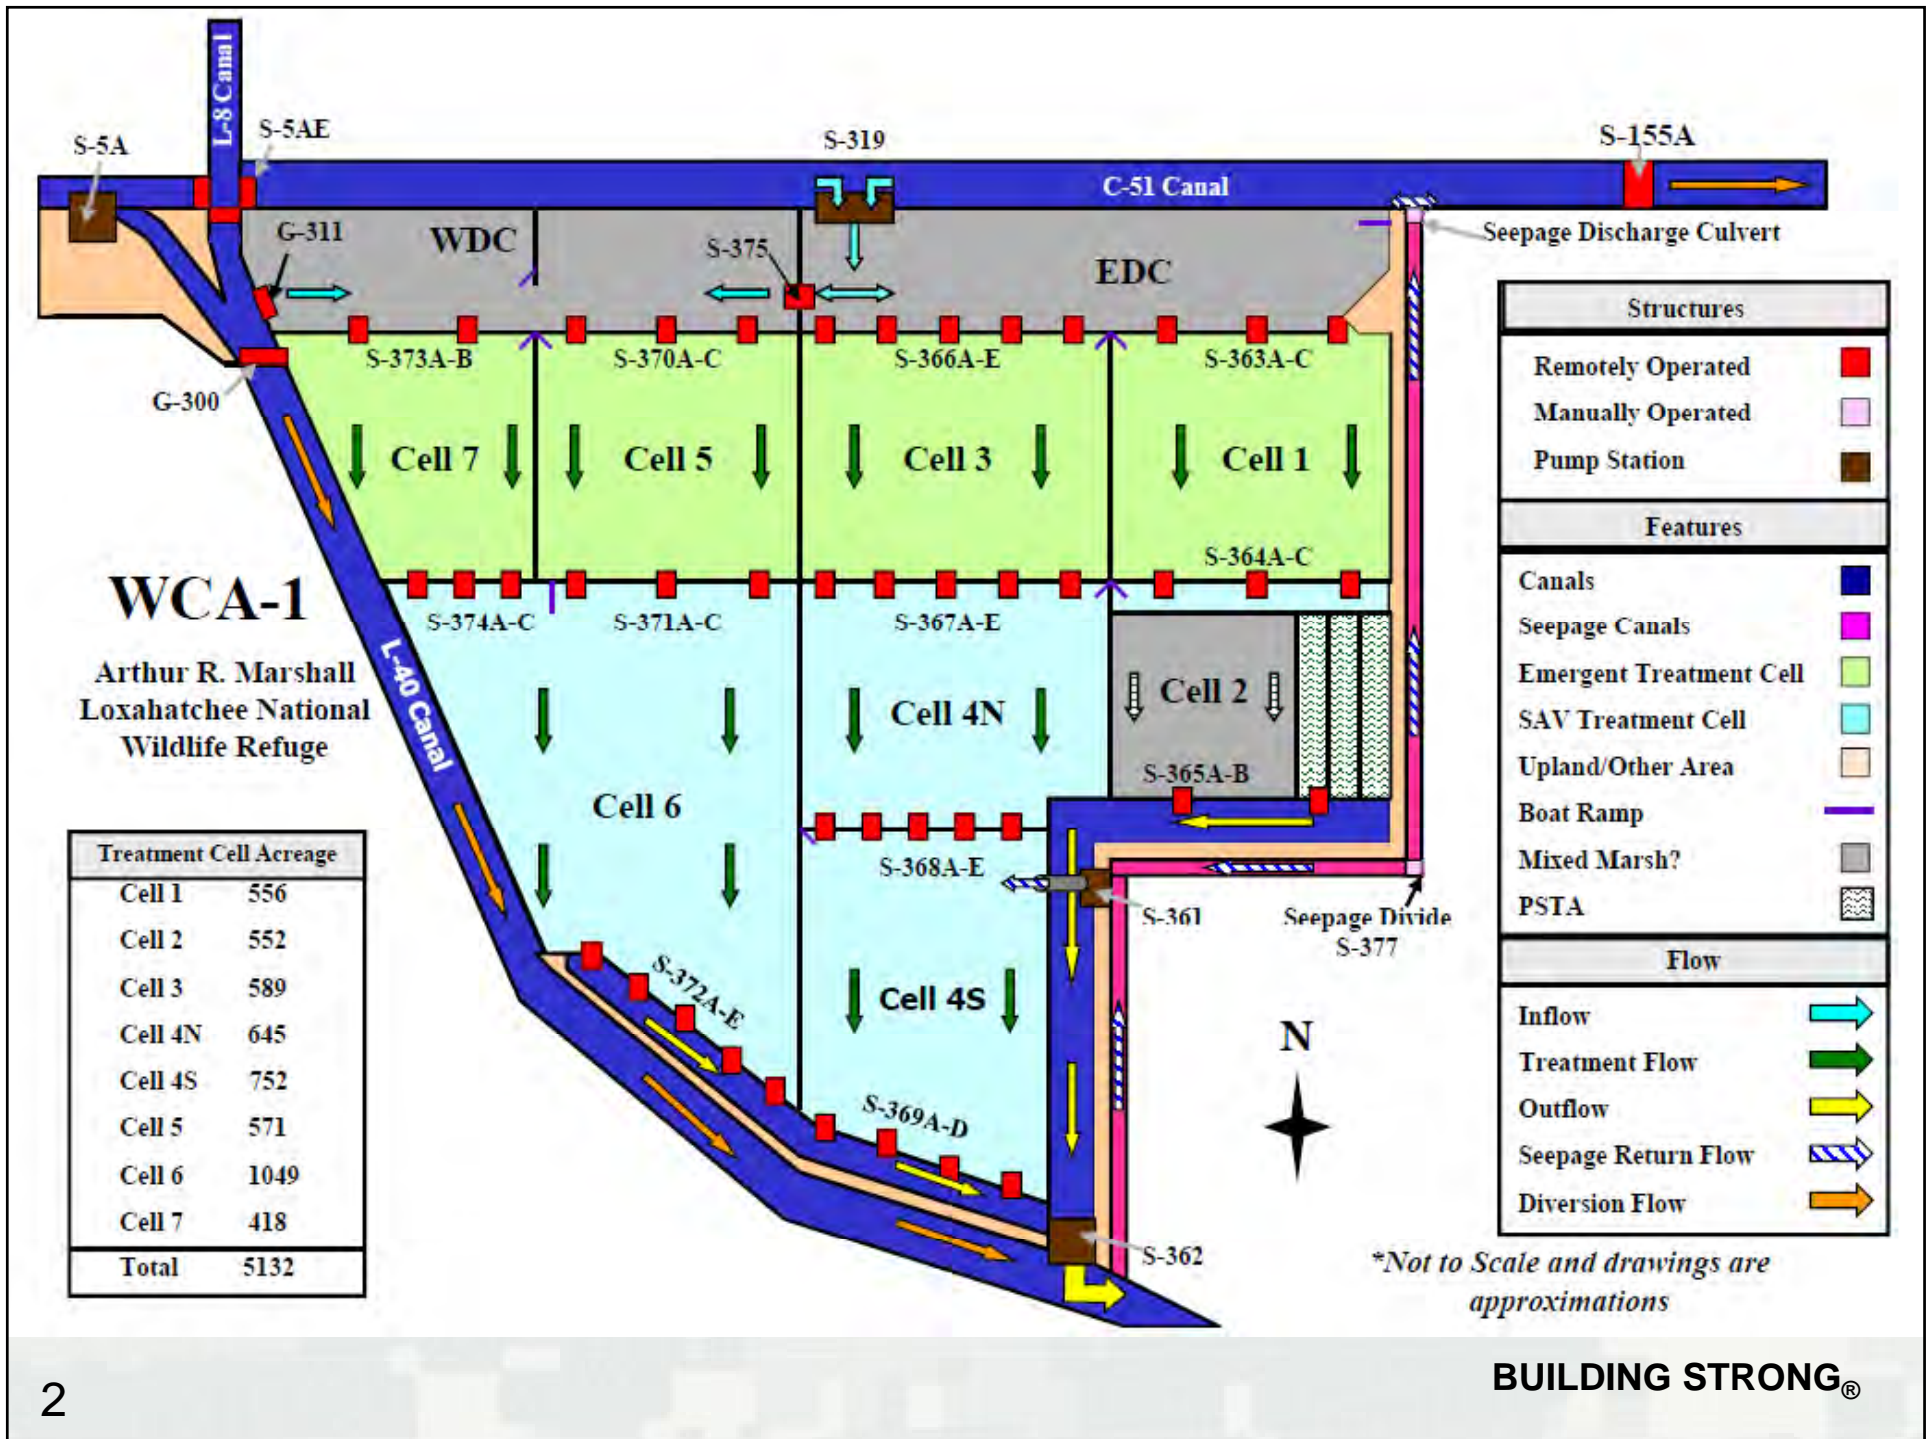 L-8 Canal
S-5A
S-5AE
S-319
S-155A
C-51 Canal
G-311
WDC
S-375
EDC
Seepage Discharge Culvert
S-373A-B
S-370A-C
S-366A-E
S-363A-C
G-300
Cell 7
Cell 5
Cell 3
Cell 1
S-364A-C
WCA-1
Arthur R. Marshall
Loxahatchee National
Wildlife Refuge
L-40 Canal
S-374A-C
S-371A-C
S-367A-E
Cell 2
Cell 4N
S-365A-B
Cell 6
S-368A-E
S-361
Seepage Divide
S-377
S-372A-E
Cell 4S
N
S-369A-D
S-362
Treatment Cell Acreage
Cell 1 556
Cell 2 552
Cell 3 589
Cell 4N 645
Cell 4S 752
Cell 5 571
Cell 6 1049
Cell 7 418
Total 5132
Structures
Remotely Operated
Manually Operated
Pump Station
Features
Canals
Seepage Canals
Emergent Treatment Cell
SAV Treatment Cell
Upland/Other Area
Boat Ramp
Mixed Marsh?
PSTA
Flow
Inflow
Treatment Flow
Outflow
Seepage Return Flow
Diversion Flow
*Not to Scale and drawings are
approximations
2
BUILDING STRONG®